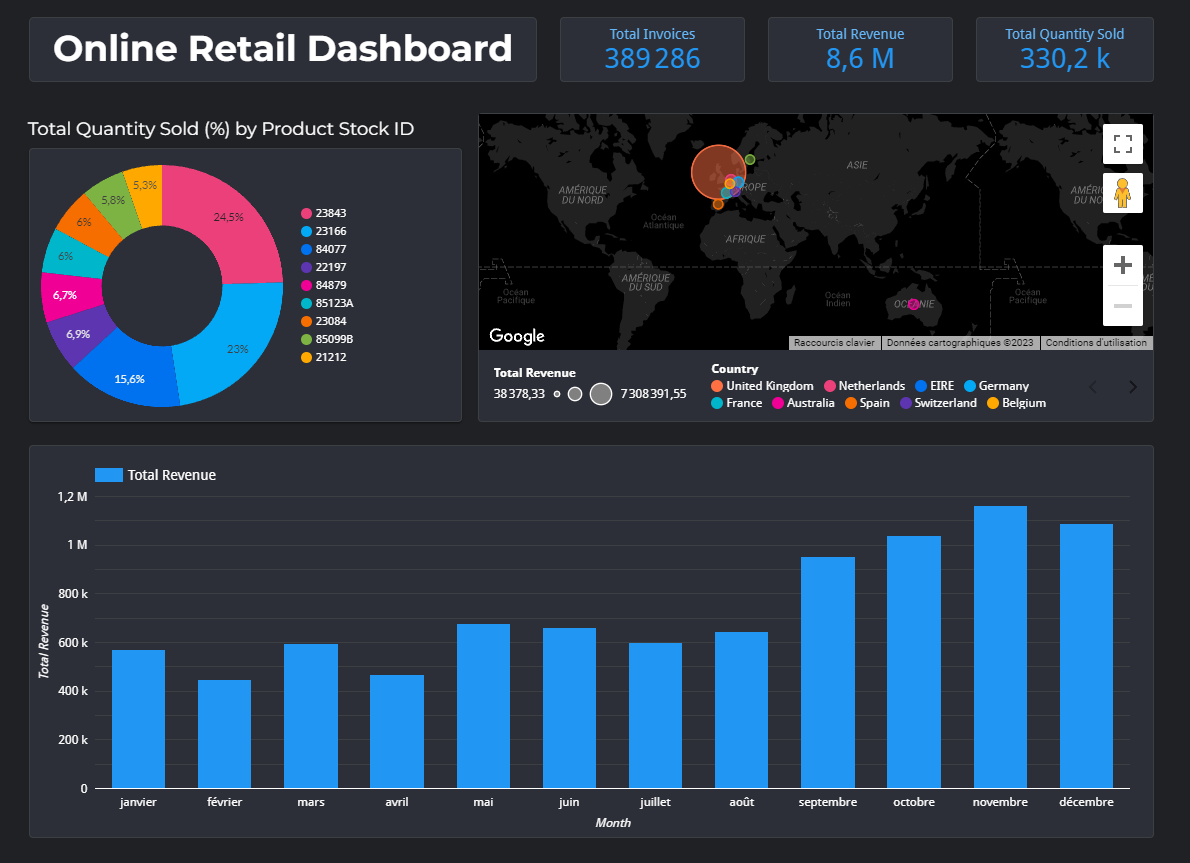 Online Retail Dashboard
Total Invoices
389 286
Total Revenue
8,6 M
Total Quantity Sold
330,2 k
Total Quantity Sold (%) by Product Stock ID
5,3%
5,8%
6%
6%
6,7%
6,9%
15,6%
23%
24,5%
23843
23166
84077
22197
84879
85123A
23084
85099B
21212
AMÉRIQUE
DU NORD
ROPE
ASIE
Océan
Atlantique
AFRIQUE
AMÉRIQUE
DU SUD
Océan
Pacifique
Océan
Indien
OCÉANIE
Océan
Pacifique
AMÉRI
DU NO
AMÉ
DU
Google
Raccourcis clavier
Données cartographiques ©2023
Conditions d'utilisation
Total Revenue
38 378,33
7 308 391,55
Country
United Kingdom
Netherlands
EIRE
Germany
France
Australia
Spain
Switzerland
Belgium
Total Revenue
1,2 M
1 M
800 k
600 k
400 k
200 k
0
Total Revenue
janvier
février
mars
avril
mai
juin
juillet
août
septembre
octobre
novembre
décembre
Month